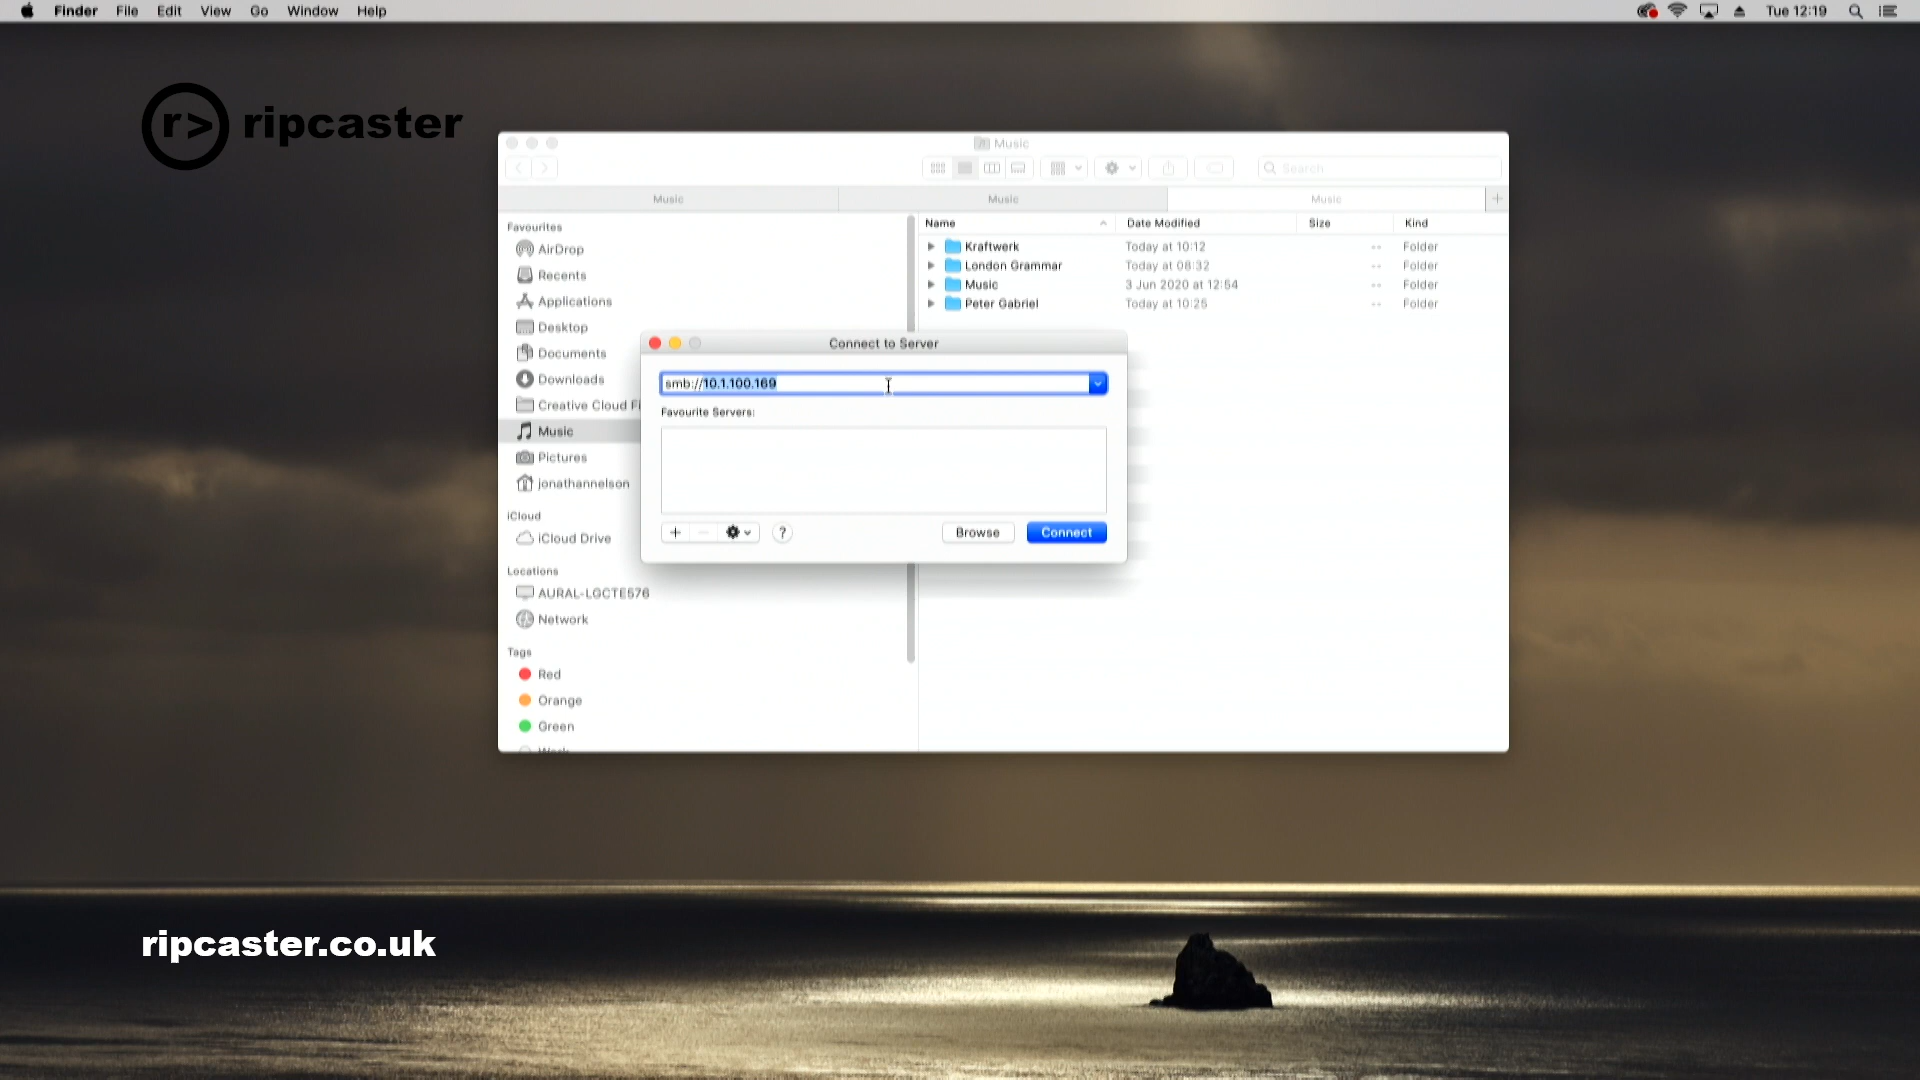 Finder File Edit View Go Window Help
Tue 12:19
r> ripcaster
Music
Search
Music Music Music
Favourites
AirDrop
Recents
Applications
Desktop
Documents
Downloads
Creative Cloud Fi
Music
Pictures
jonathannelson
iCloud
iCloud Drive
Locations
AURAL-LGCTE576
Network
Tags
Red
Orange
Green
Name Date Modified Size Kind
Kraftwerk Today at 10:12 -- Folder
London Grammar Today at 08:32 -- Folder
Music 3 Jun 2020 at 12:54 -- Folder
Peter Gabriel Today at 10:25 -- Folder
Connect to Server
smb://10.1.100.169
Favourite Servers:
+ − ? Browse Connect
ripcaster.co.uk